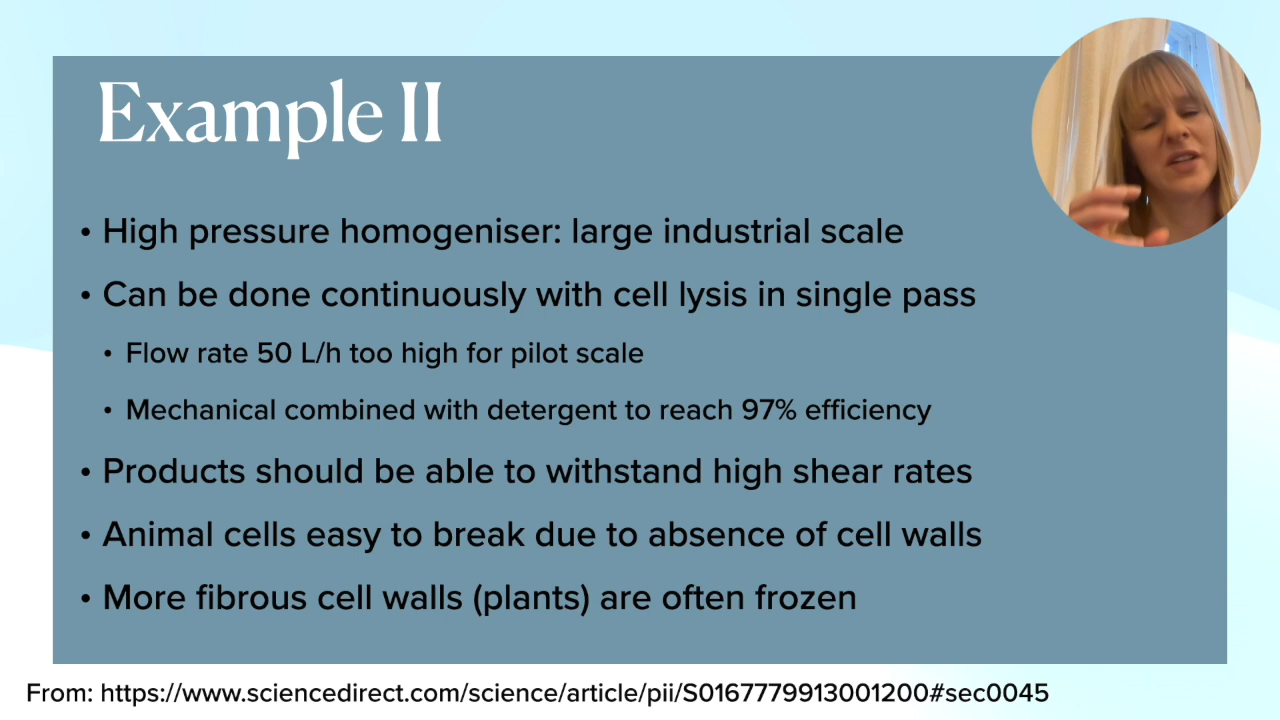 Example II
• High pressure homogeniser: large industrial scale
• Can be done continuously with cell lysis in single pass
• Flow rate 50 L/h too high for pilot scale
• Mechanical combined with detergent to reach 97% efficiency
• Products should be able to withstand high shear rates
• Animal cells easy to break due to absence of cell walls
• More fibrous cell walls (plants) are often frozen
From: https://www.sciencedirect.com/science/article/pii/S0167779913001200#sec0045